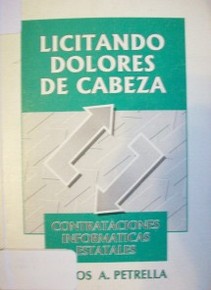 LICITANDO
DOLORES
DE CABEZA
CONTRATACIONES
INFORMATICAS
ESTATALES
OS A. PETRELLA